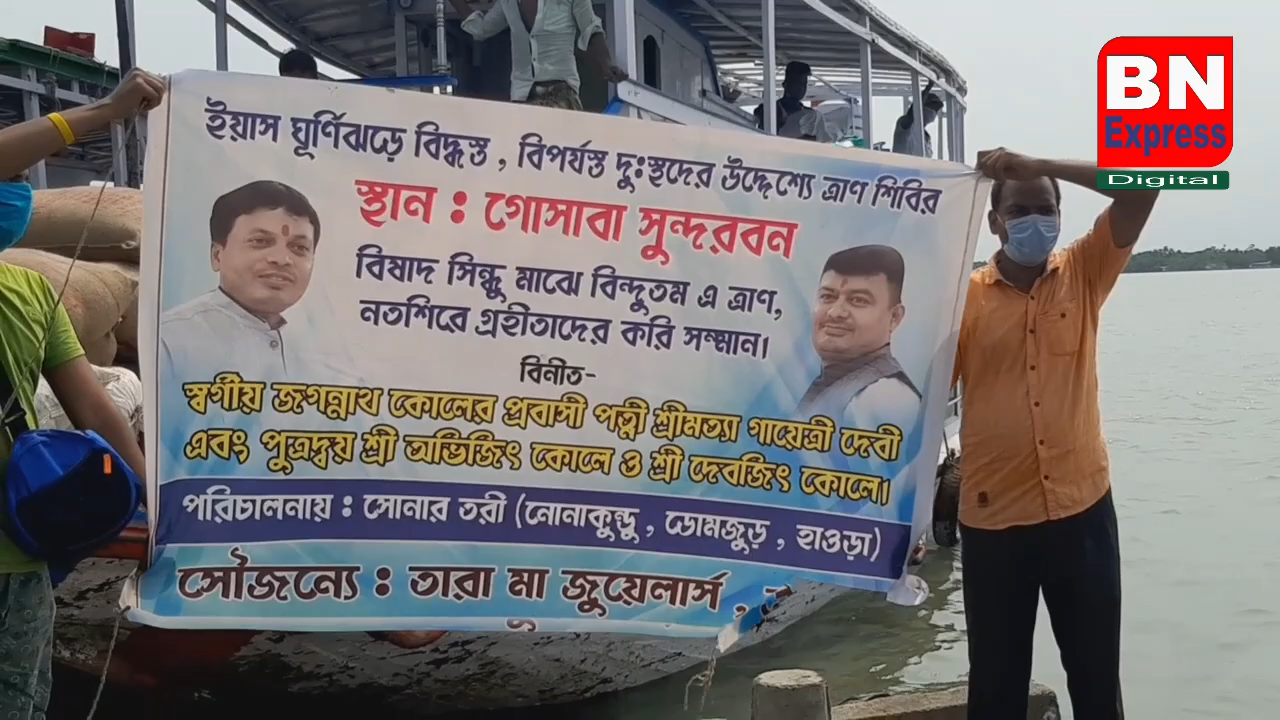 BN
Express
Digital
ইয়াস ঘূর্ণিঝড়ে বিদ্ধস্ত , বিপর্যস্ত দুঃস্থদের উদ্দেশ্যে ত্রাণ শিবির
স্থান : গোসাবা সুন্দরবন
বিষাদ সিন্ধু মাঝে বিন্দুতম এ ত্রাণ,
নতশিরে গ্রহীতাদের করি সম্মান।
বিনীত-
স্বর্গীয় জগন্নাথ কোলের প্রবাসী পত্নী শ্রীমত্যা গায়েত্রী দেবী
এবং পুত্রদ্বয় শ্রী অভিজিৎ কোলে ও শ্রী দেবজিৎ কোলে।
পরিচালনায় : সোনার তরী (নোনাকুন্ডু , ডোমজুড় , হাওড়া)
সৌজন্যে : তারা মা জুয়েলার্স ,